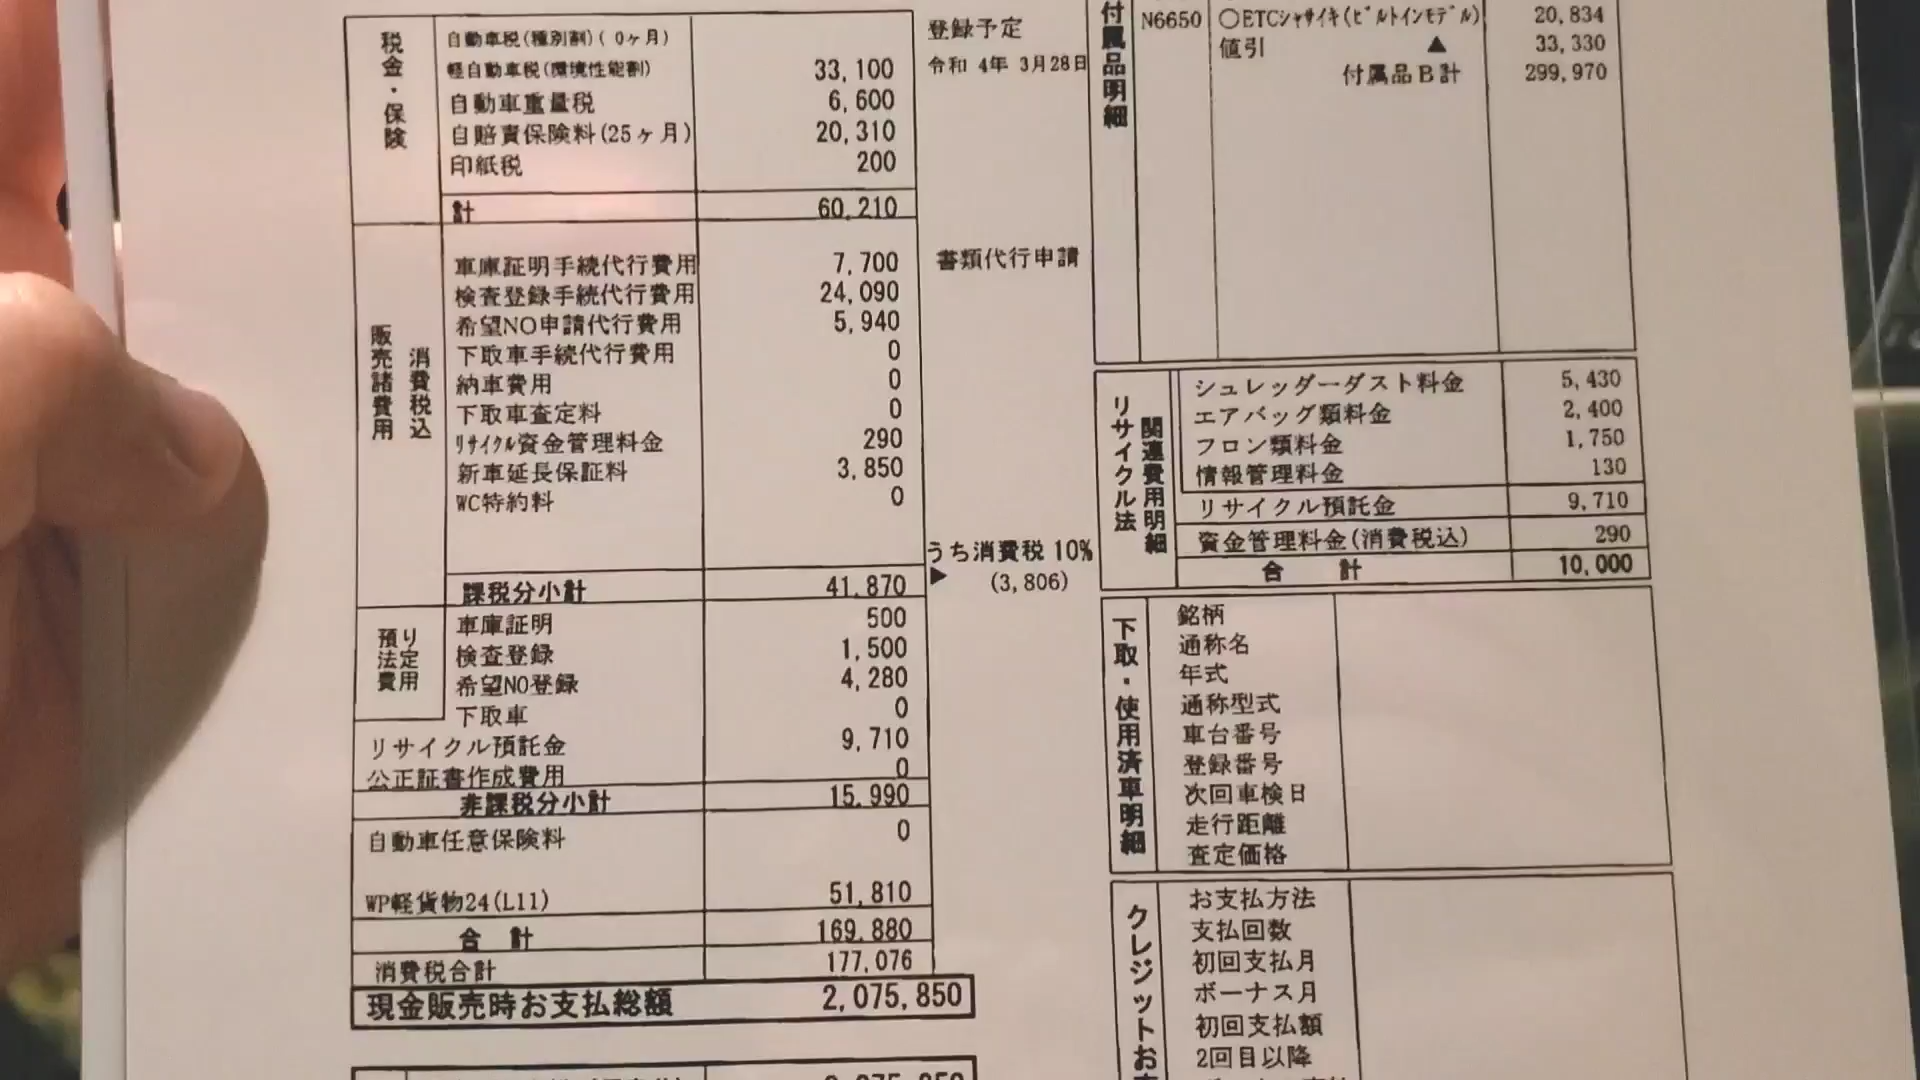 税金・保険
自動車税(種別割)( 0ヶ月)
軽自動車税(環境性能割) 33,100
自動車重量税 6,600
自賠責保険料(25ヶ月) 20,310
印紙税 200
計 60,210
登録予定
令和 4年 3月28日
販売諸費用 消費税込
車庫証明手続代行費用 7,700
検査登録手続代行費用 24,090
希望NO申請代行費用 5,940
下取車手続代行費用 0
納車費用 0
下取車査定料 0
ﾘｻｲｸﾙ資金管理料金 290
新車延長保証料 3,850
WC特約料 0
課税分小計 41,870
書類代行申請
うち消費税 10%
▶ (3,806)
預り法定費用
車庫証明 500
検査登録 1,500
希望NO登録 4,280
下取車 0
リサイクル預託金 9,710
公正証書作成費用 0
非課税分小計 15,990
自動車任意保険料 0
WP軽貨物24(L11) 51,810
合 計 169,880
消費税合計 177,076
現金販売時お支払総額 2,075,850
付属品明細
N6650 ○ETCｼｬｻｲｷ(ﾋﾞﾙﾄｲﾝﾓﾃﾞﾙ) 20,834
値引 ▲ 33,330
付属品B計 299,970
リサイクル法 関連費用明細
シュレッダーダスト料金 5,430
エアバッグ類料金 2,400
フロン類料金 1,750
情報管理料金 130
リサイクル預託金 9,710
資金管理料金(消費税込) 290
合 計 10,000
下取・使用済車明細
銘柄
通称名
年式
通称型式
車台番号
登録番号
次回車検日
走行距離
査定価格
クレジットお
お支払方法
支払回数
初回支払月
ボーナス月
初回支払額
2回目以降